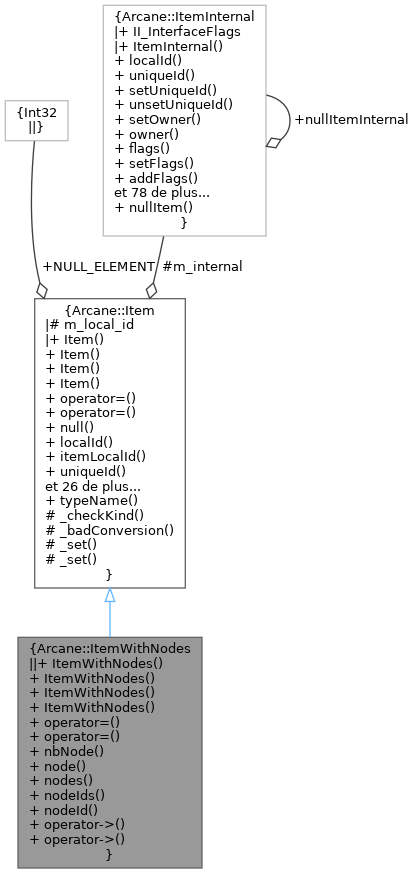 {Arcane::ItemInternal
|+ II_InterfaceFlags
|+ ItemInternal()
+ localId()
+ uniqueId()
+ setUniqueId()
+ unsetUniqueId()
+ setOwner()
+ owner()
+ flags()
+ setFlags()
+ addFlags()
et 78 de plus...
+ nullItem()
}
{Int32
||}
+nullItemInternal
+NULL_ELEMENT
#m_internal
{Arcane::Item
|# m_local_id
|+ Item()
+ Item()
+ Item()
+ Item()
+ operator=()
+ operator=()
+ null()
+ localId()
+ itemLocalId()
+ uniqueId()
et 26 de plus...
+ typeName()
# _checkKind()
# _badConversion()
# _set()
# _set()
}
{Arcane::ItemWithNodes
||+ ItemWithNodes()
+ ItemWithNodes()
+ ItemWithNodes()
+ ItemWithNodes()
+ operator=()
+ operator=()
+ nbNode()
+ node()
+ nodes()
+ nodeIds()
+ nodeId()
+ operator->()
+ operator->()
}